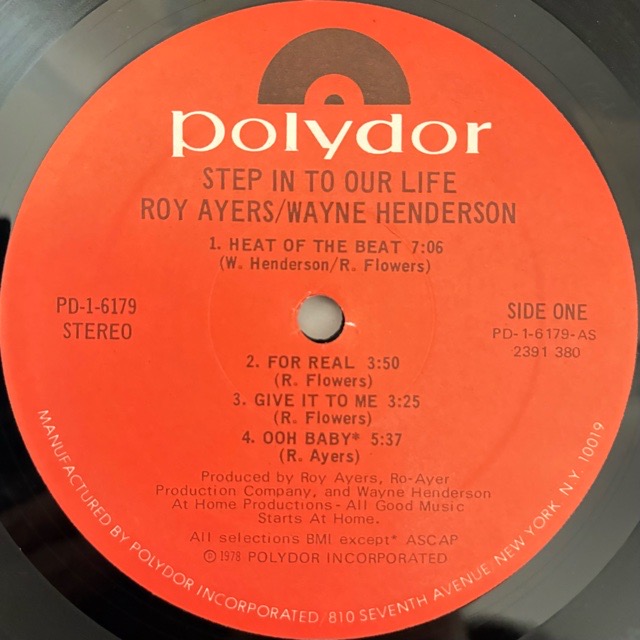 polydor
STEP IN TO OUR LIFE
ROY AYERS/WAYNE HENDERSON
1. HEAT OF THE BEAT 7:06
(W. Henderson/R. Flowers)
PD-1-6179
STEREO
SIDE ONE
PD-1-6179-AS
2391 380
2. FOR REAL 3:50
(R. Flowers)
3. GIVE IT TO ME 3:25
(R. Flowers)
4. OOH BABY* 5:37
(R. Ayers)
Produced by Roy Ayers, Ro-Ayer
Production Company, and Wayne Henderson
At Home Productions- All Good Music
Starts At Home.
All selections BMI except* ASCAP
©1978 POLYDOR INCORPORATED
MANUFACTURED BY POLYDOR INCORPORATED, 810 SEVENTH AVENUE, NEW YORK, N Y 10019